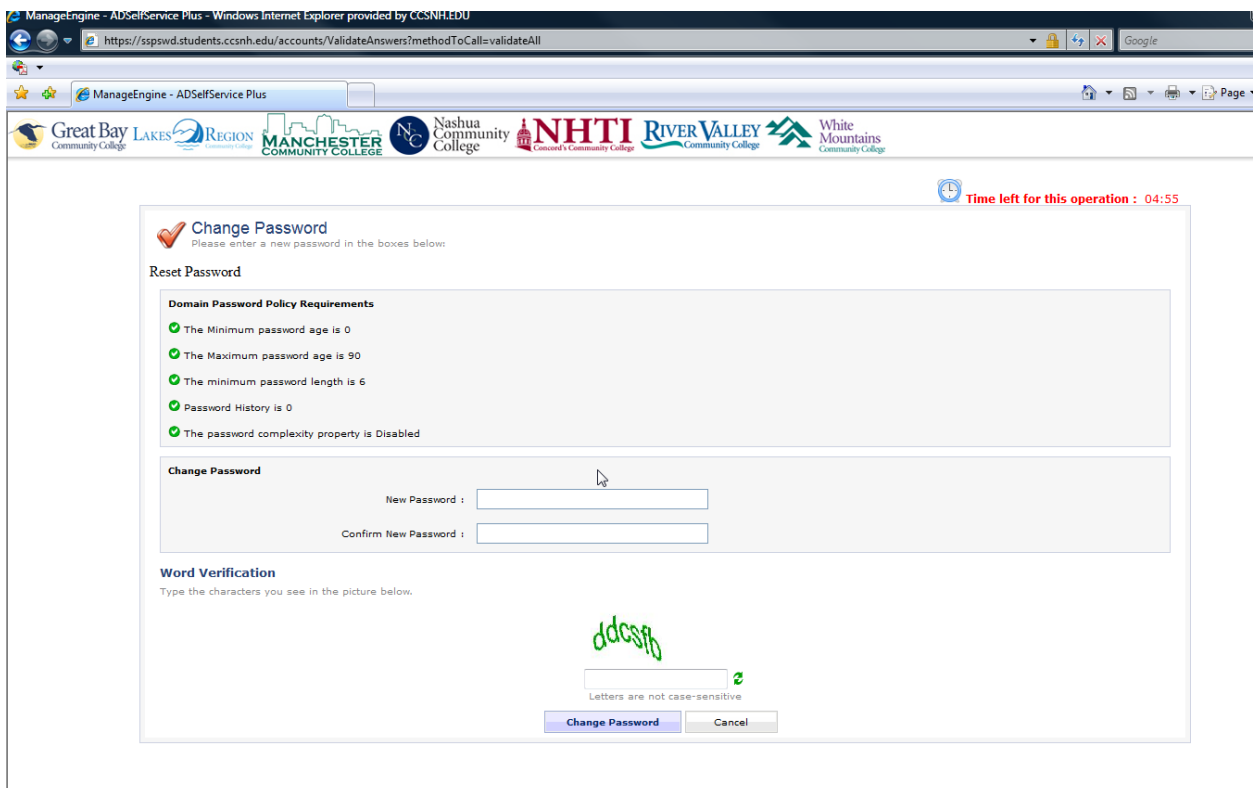 ManageEngine - ADSelfService Plus - Windows Internet Explorer provided by CCSNH.EDU
https://sspswd.students.ccsnh.edu/accounts/ValidateAnswers?methodToCall=validateAll
Google
ManageEngine - ADSelfService Plus
Page
Great Bay Community College
LAKES REGION Community College
MANCHESTER COMMUNITY COLLEGE
NCC Nashua Community College
NHTI Concord's Community College
RIVER VALLEY Community College
White Mountains Community College
Time left for this operation : 04:55
Change Password
Please enter a new password in the boxes below:
Reset Password
Domain Password Policy Requirements
The Minimum password age is 0
The Maximum password age is 90
The minimum password length is 6
Password History is 0
The password complexity property is Disabled
Change Password
New Password :
Confirm New Password :
Word Verification
Type the characters you see in the picture below.
ddcsfb
Letters are not case-sensitive
Change Password Cancel